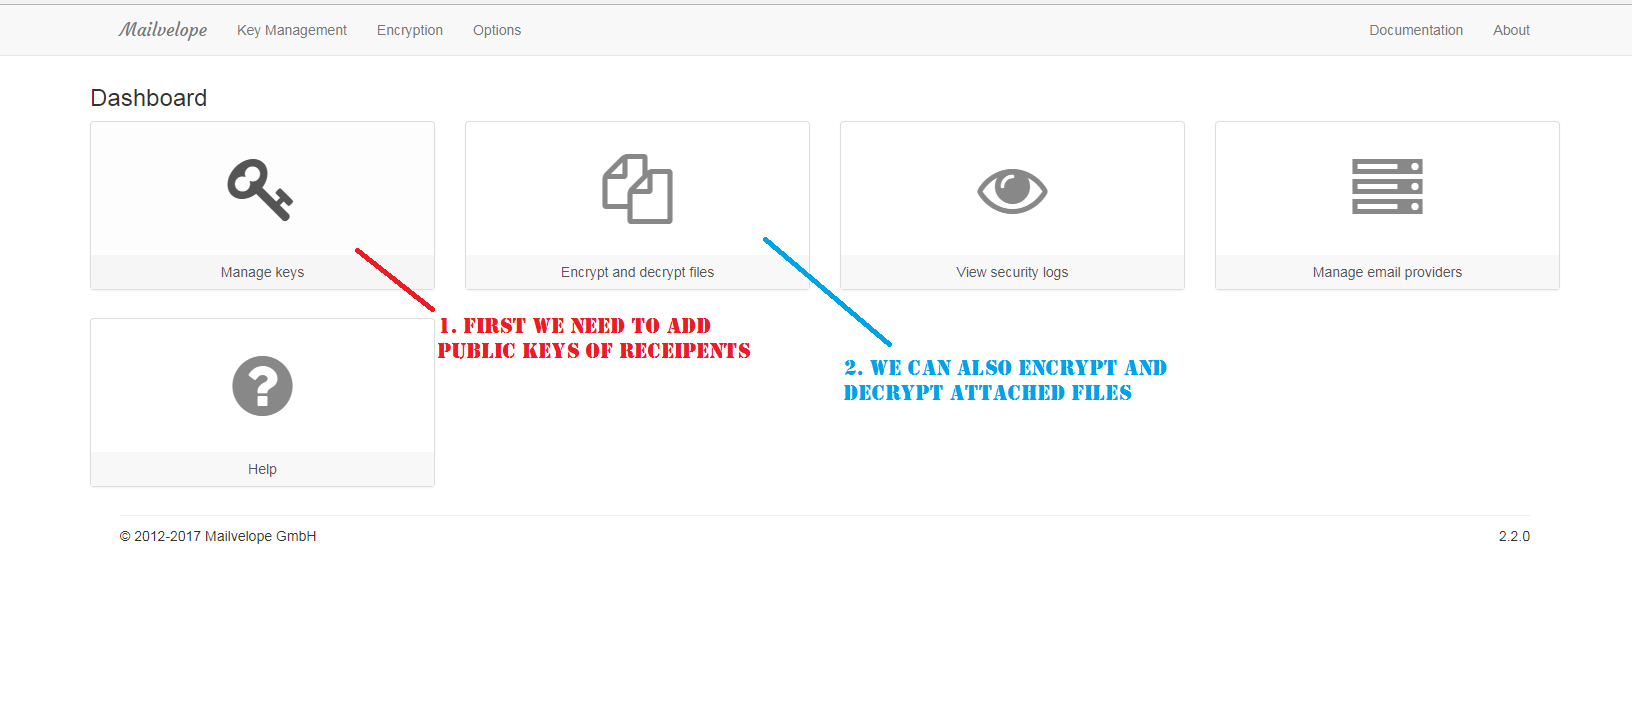 Mailvelope Key Management Encryption Options Documentation About
Dashboard
Manage keys
Encrypt and decrypt files
View security logs
Manage email providers
1. FIRST WE NEED TO ADD
PUBLIC KEYS OF RECEIPENTS
2. WE CAN ALSO ENCRYPT AND
DECRYPT ATTACHED FILES
Help
© 2012-2017 Mailvelope GmbH
2.2.0